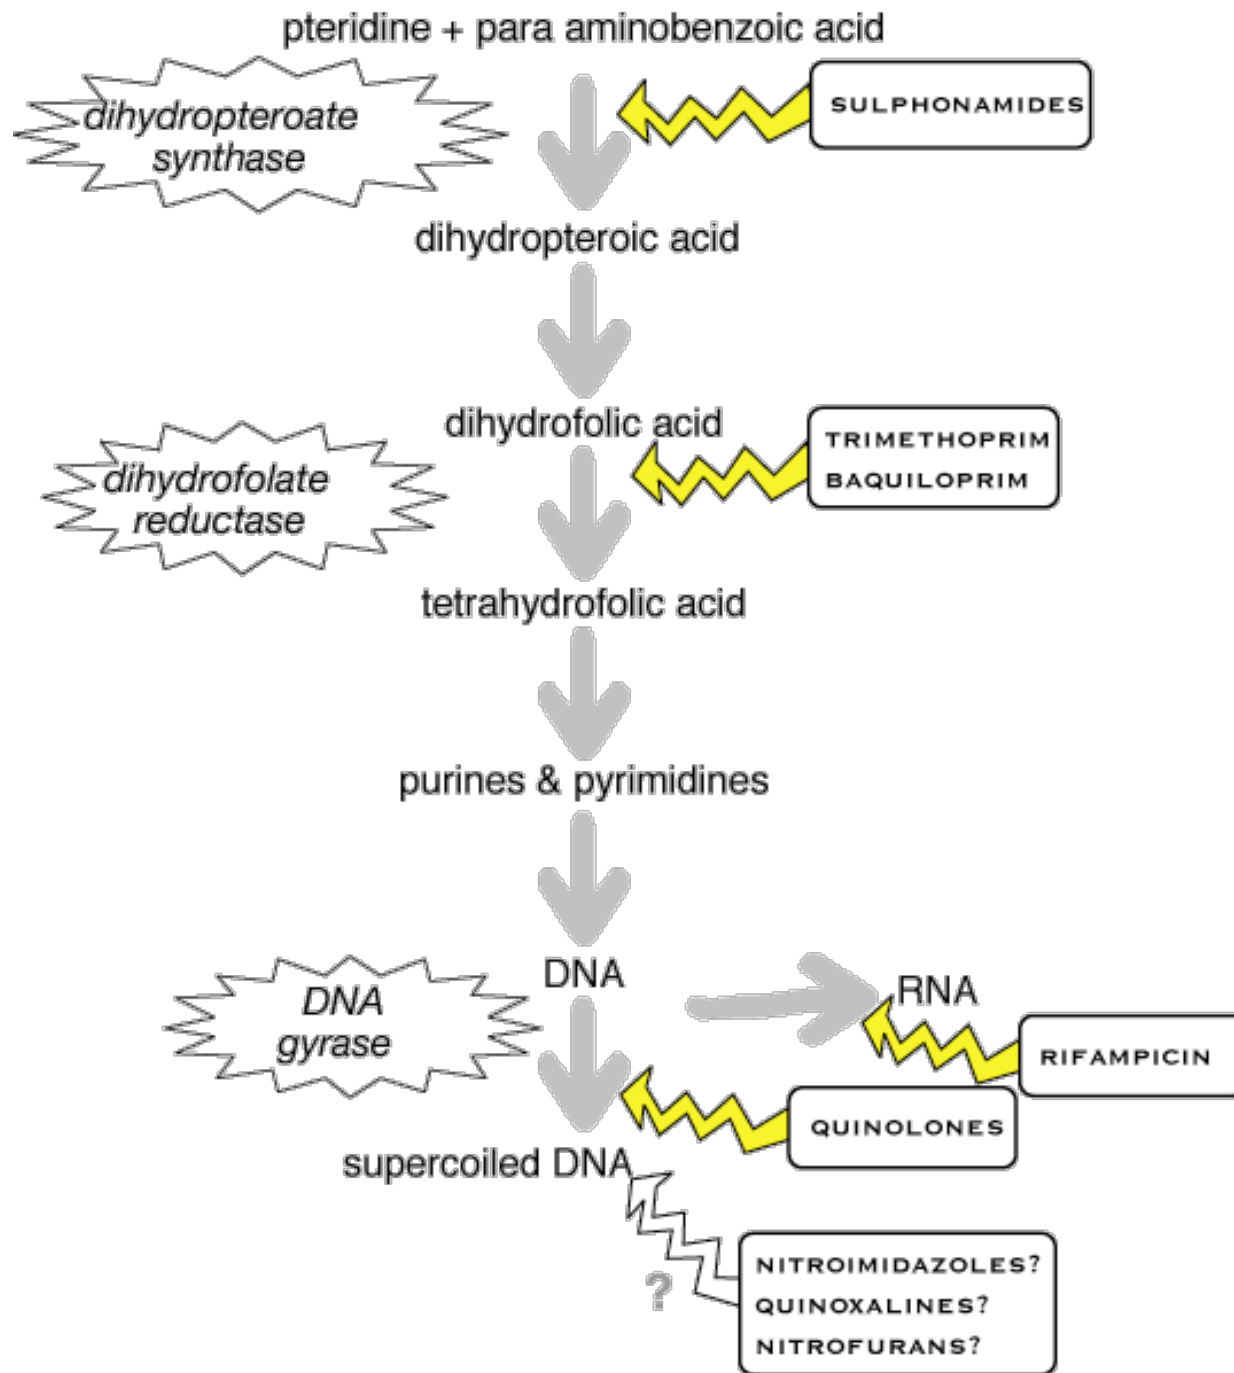 pteridine + para aminobenzoic acid
dihydropteroate
synthase
SULPHONAMIDES
dihydropteroic acid
dihydrofolic acid
dihydrofolate
reductase
TRIMETHOPRIM
BAQUILOPRIM
tetrahydrofolic acid
purines & pyrimidines
DNA
gyrase
DNA
RNA
RIFAMPICIN
QUINOLONES
supercoiled DNA
?
NITROIMIDAZOLES?
QUINOXALINES?
NITROFURANS?